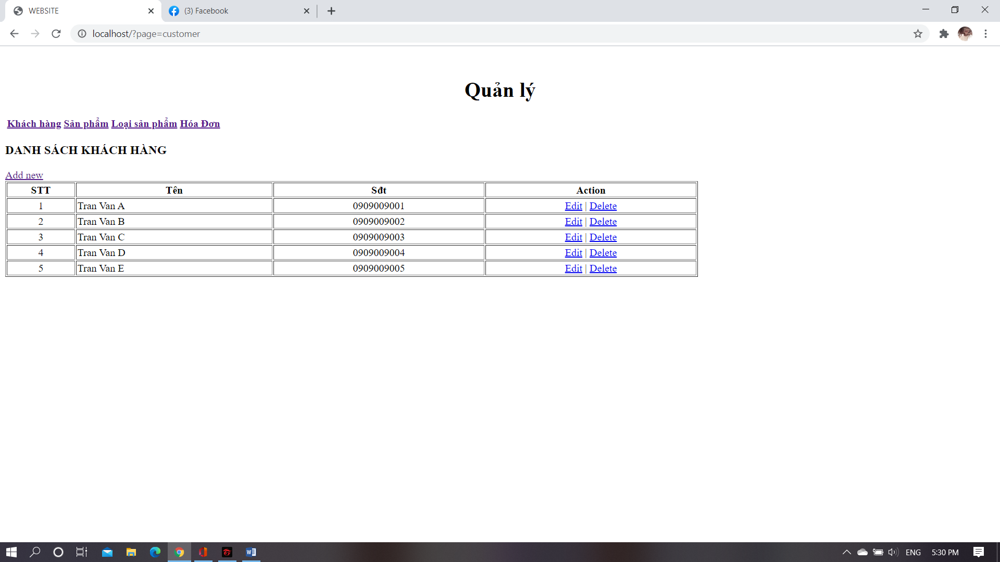 WEBSITE
(3) Facebook
localhost/?page=customer
Quản lý
Khách hàng Sản phẩm Loại sản phẩm Hóa Đơn
DANH SÁCH KHÁCH HÀNG
Add new
STT Tên Sđt Action
1 Tran Van A 0909009001 Edit | Delete
2 Tran Van B 0909009002 Edit | Delete
3 Tran Van C 0909009003 Edit | Delete
4 Tran Van D 0909009004 Edit | Delete
5 Tran Van E 0909009005 Edit | Delete
ENG 5:30 PM